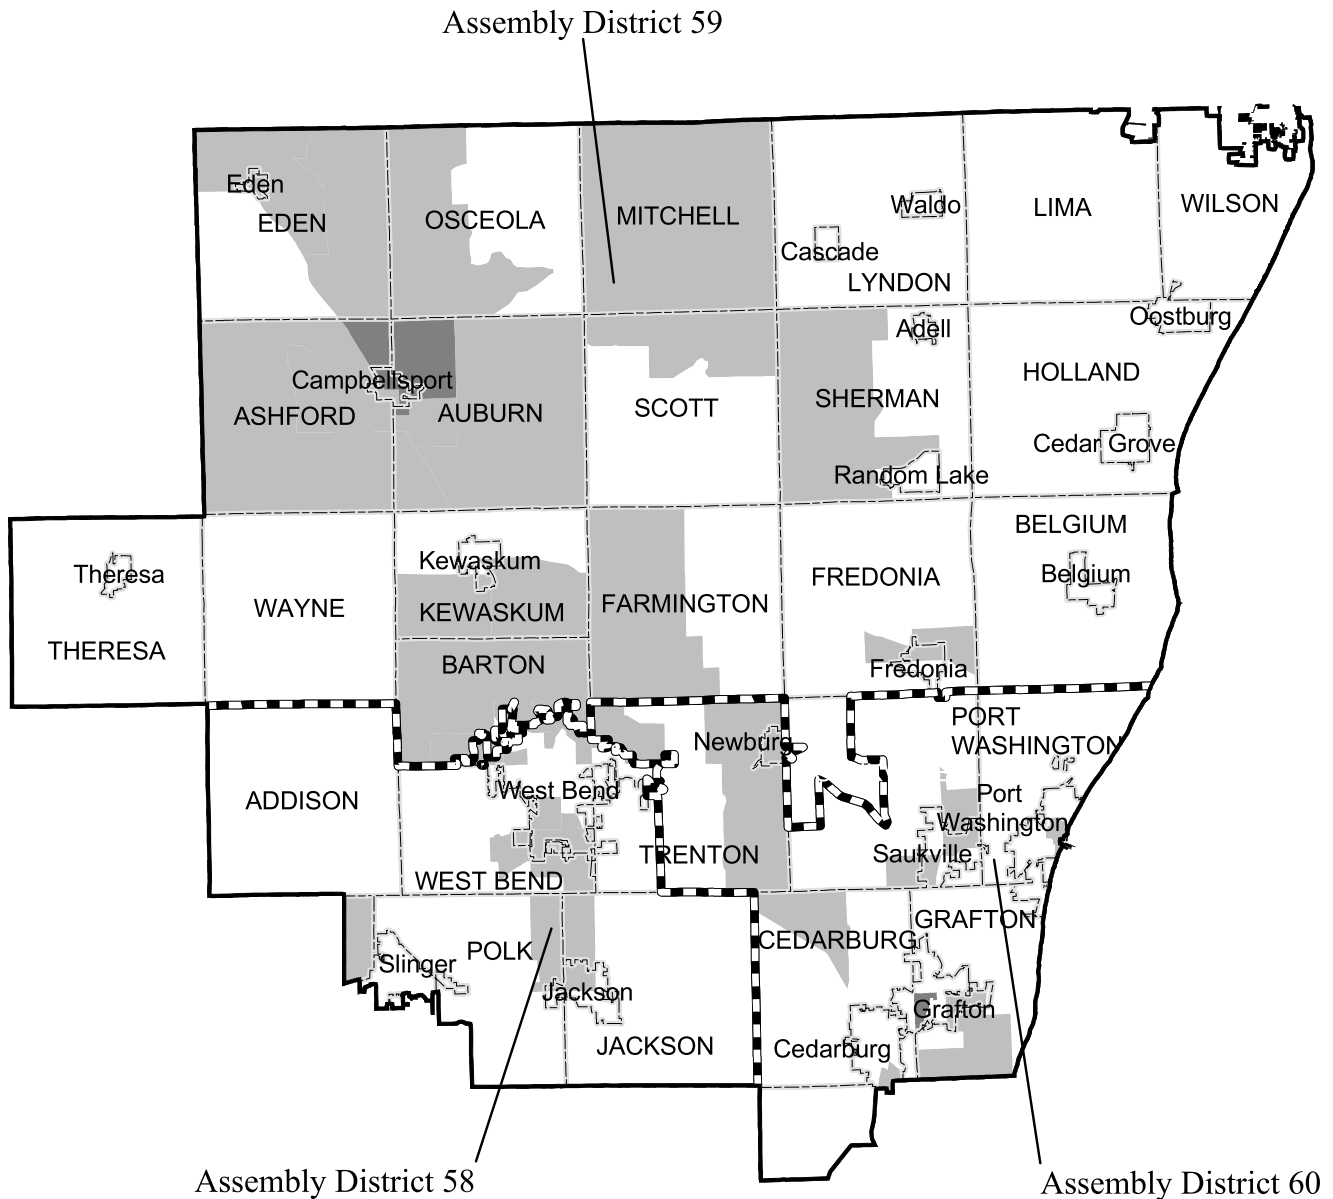 Assembly District 59
Eden
EDEN
OSCEOLA
MITCHELL
Waldo
LIMA
WILSON
Cascade
LYNDON
Oostburg
Adell
Campbellsport
ASHFORD
AUBURN
SCOTT
SHERMAN
HOLLAND
Cedar Grove
Random Lake
BELGIUM
Theresa
Kewaskum
FREDONIA
Belgium
WAYNE
KEWASKUM
FARMINGTON
THERESA
BARTON
Fredonia
PORT
WASHINGTON
Newburg
ADDISON
West Bend
Port
Washington
TRENTON
Saukville
WEST BEND
GRAFTON
CEDARBURG
POLK
Slinger
Jackson
Grafton
JACKSON
Cedarburg
Assembly District 58
Assembly District 60